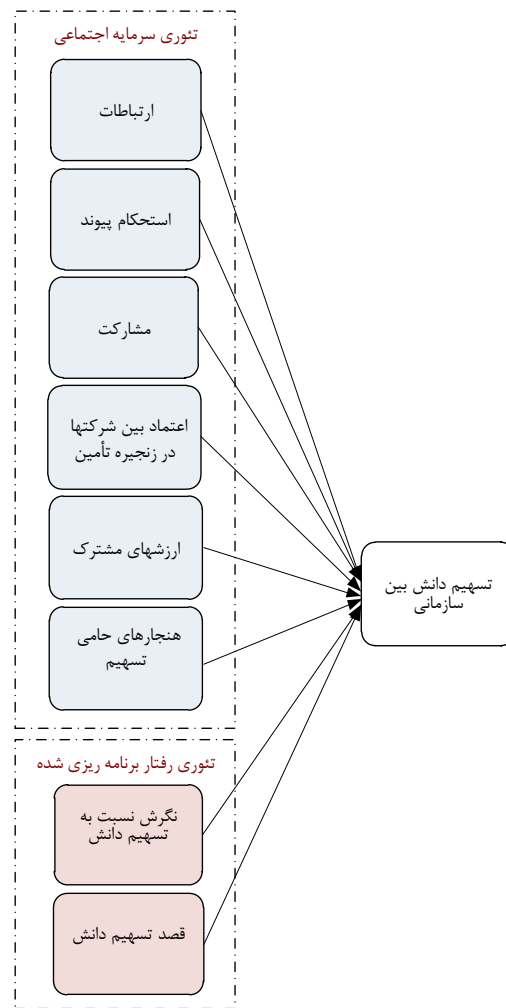 تئوری سرمایه اجتماعی
ارتباطات
استحکام پیوند
مشارکت
اعتماد بین شرکتها
در زنجیره تأمین
ارزشهای مشترک
هنجارهای حامی
تسهیم
تسهیم دانش بین
سازمانی
تئوری رفتار برنامه ریزی شده
نگرش نسبت به
تسهیم دانش
قصد تسهیم دانش